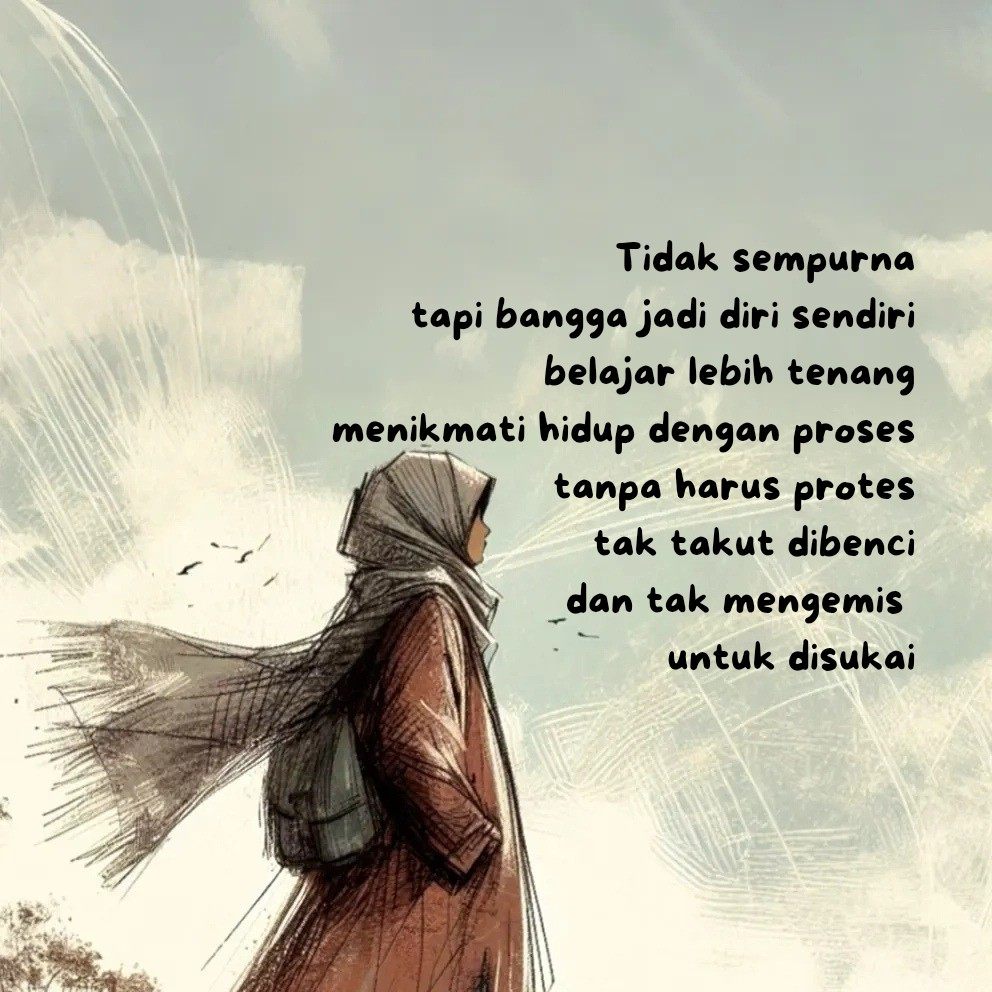 Tidak sempurna
tapi bangga jadi diri sendiri
belajar lebih tenang
menikmati hidup dengan proses
tanpa harus protes
tak takut dibenci
dan tak mengemis
untuk disukai